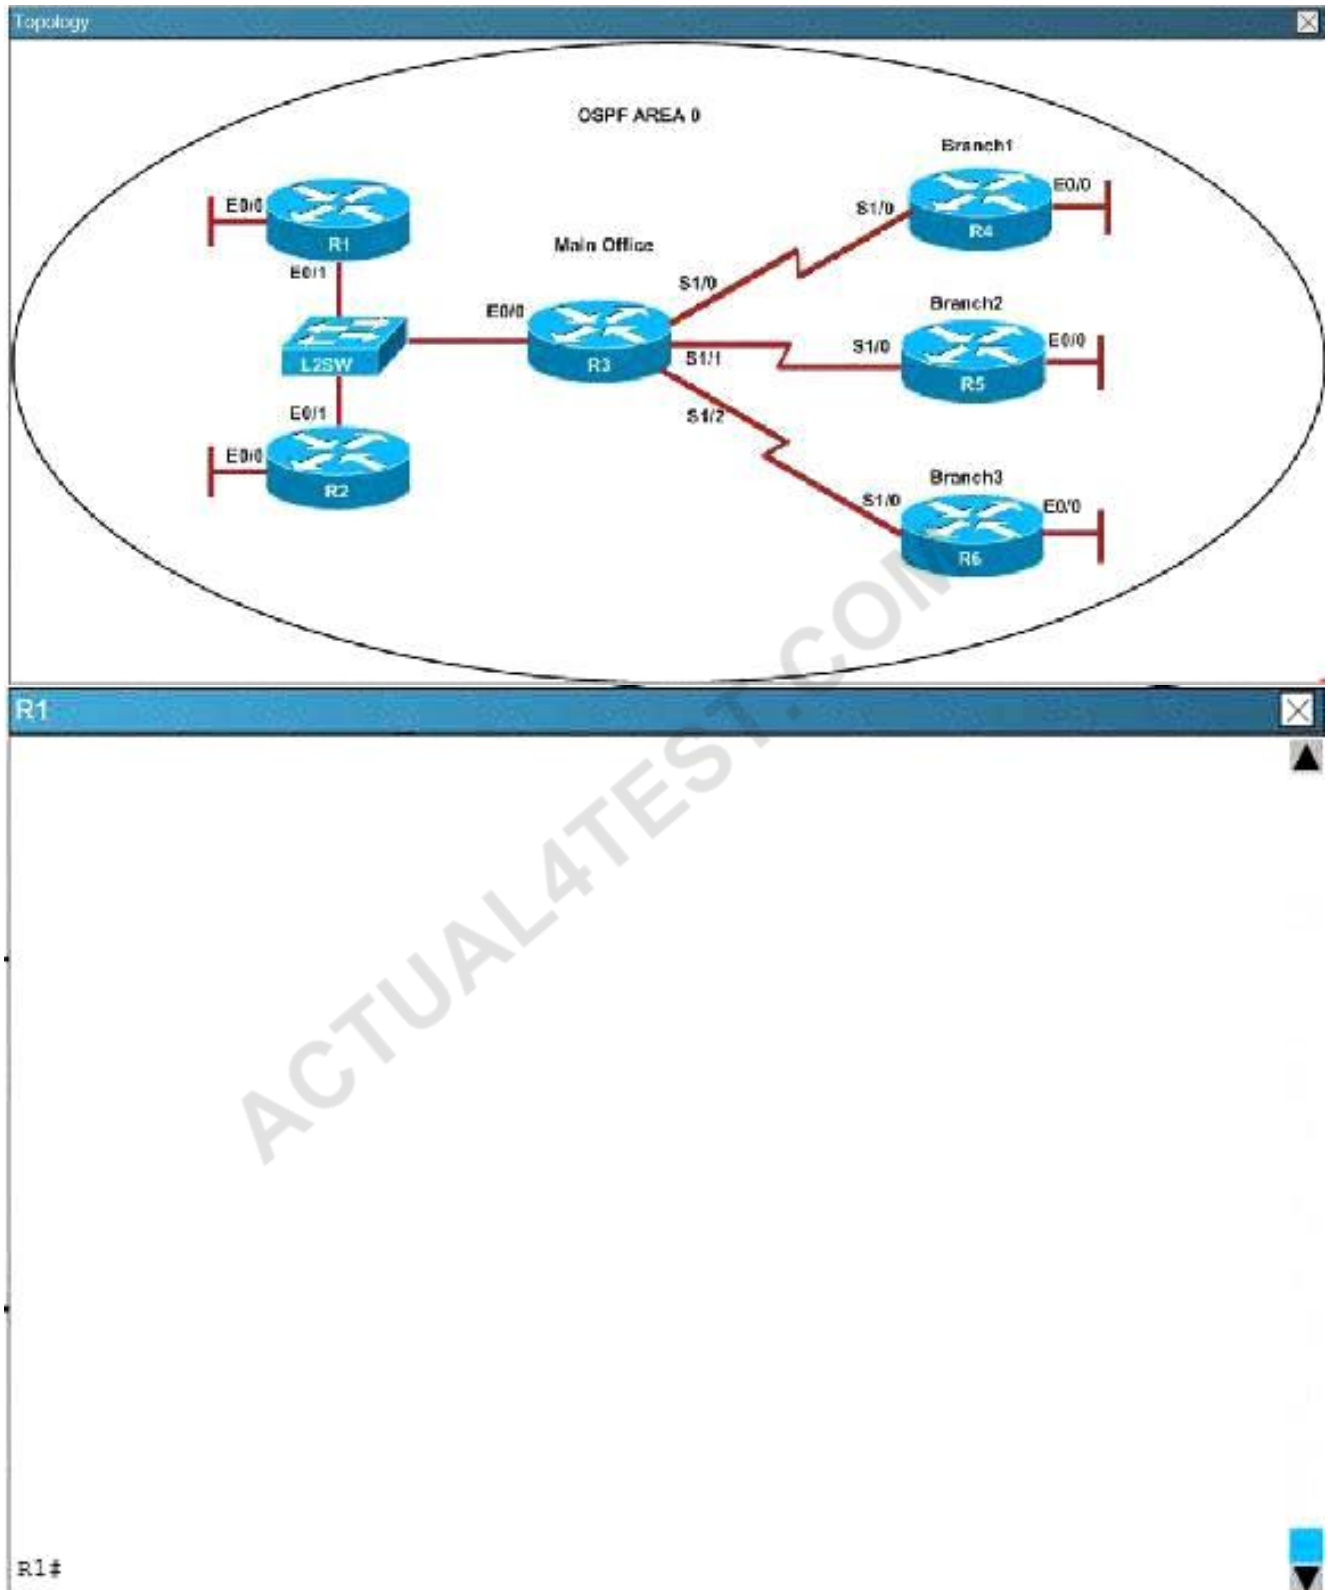 Topology
OSPF AREA 0
Branch1
E0/0
E0/0
S1/0
R1
R4
Main Office
E0/1
S1/0
E0/0
Branch2
S1/0
E0/0
L2SW
R3
S1/1
R5
E0/1
S1/2
E0/0
Branch3
R2
S1/0
E0/0
R6
ACTUAL4TEST.COM
R1
R1#